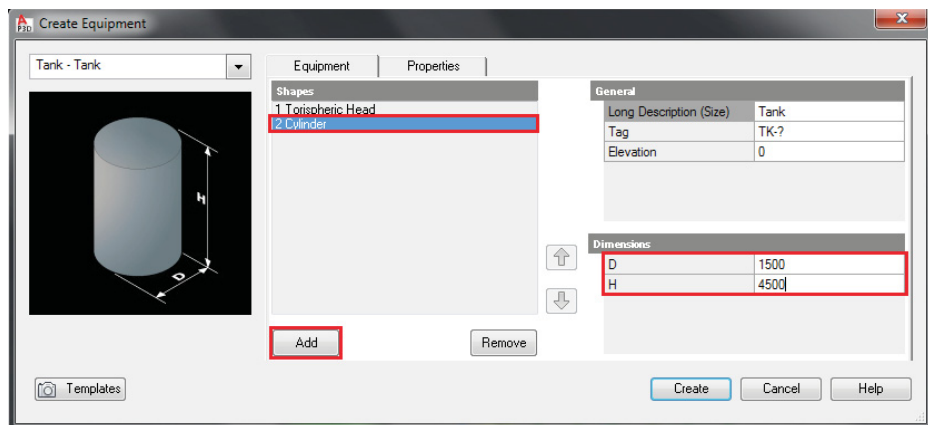 P3D Create Equipment
Tank - Tank
Equipment Properties
Shapes
1 Torispheric Head
2 Cylinder
Add Remove
General
Long Description (Size) Tank
Tag TK-?
Elevation 0
Dimensions
D 1500
H 4500
H
D
Templates
Create Cancel Help